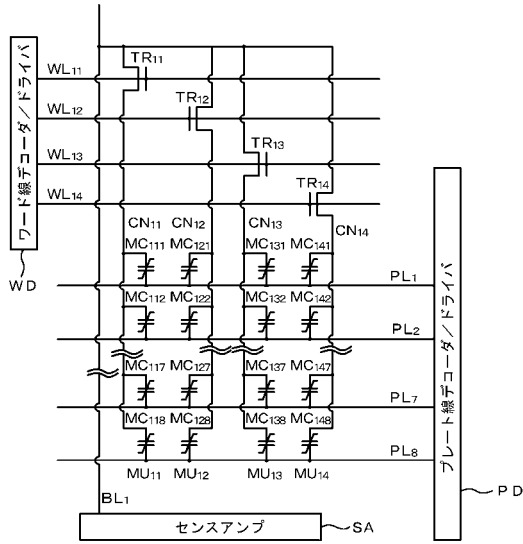 ワード線デコーダ/ドライバ
WD
WL11
TR11
WL12
TR12
WL13
TR13
WL14
TR14
CN11 CN12 CN13 CN14
MC111 MC121 MC131 MC141
PL1
MC112 MC122 MC132 MC142
PL2
MC117 MC127 MC137 MC147
PL7
MC118 MC128 MC138 MC148
PL8
MU11 MU12 MU13 MU14
プレート線デコーダ/ドライバ
PD
BL1
センスアンプ
SA